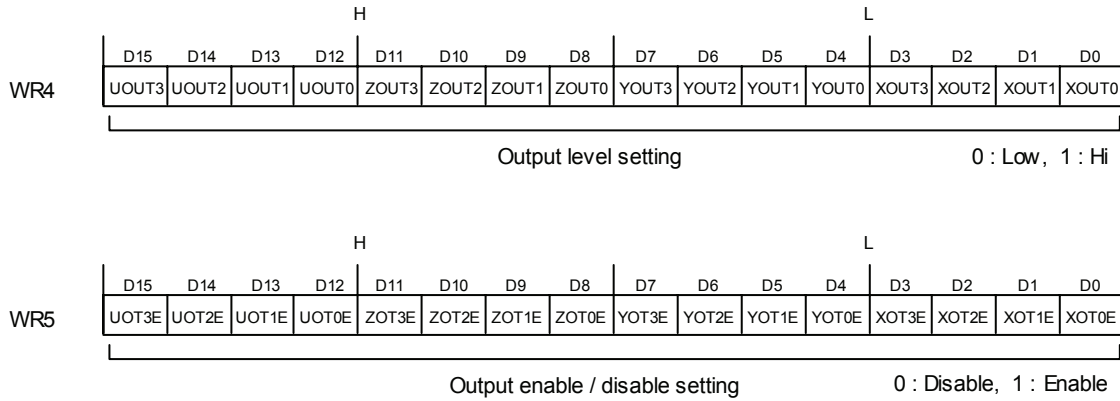 H L
D15 D14 D13 D12 D11 D10 D9 D8 D7 D6 D5 D4 D3 D2 D1 D0
WR4 UOUT3 UOUT2 UOUT1 UOUT0 ZOUT3 ZOUT2 ZOUT1 ZOUT0 YOUT3 YOUT2 YOUT1 YOUT0 XOUT3 XOUT2 XOUT1 XOUT0
Output level setting 0 : Low, 1 : Hi
H L
D15 D14 D13 D12 D11 D10 D9 D8 D7 D6 D5 D4 D3 D2 D1 D0
WR5 UOT3E UOT2E UOT1E UOT0E ZOT3E ZOT2E ZOT1E ZOT0E YOT3E YOT2E YOT1E YOT0E XOT3E XOT2E XOT1E XOT0E
Output enable / disable setting 0 : Disable, 1 : Enable